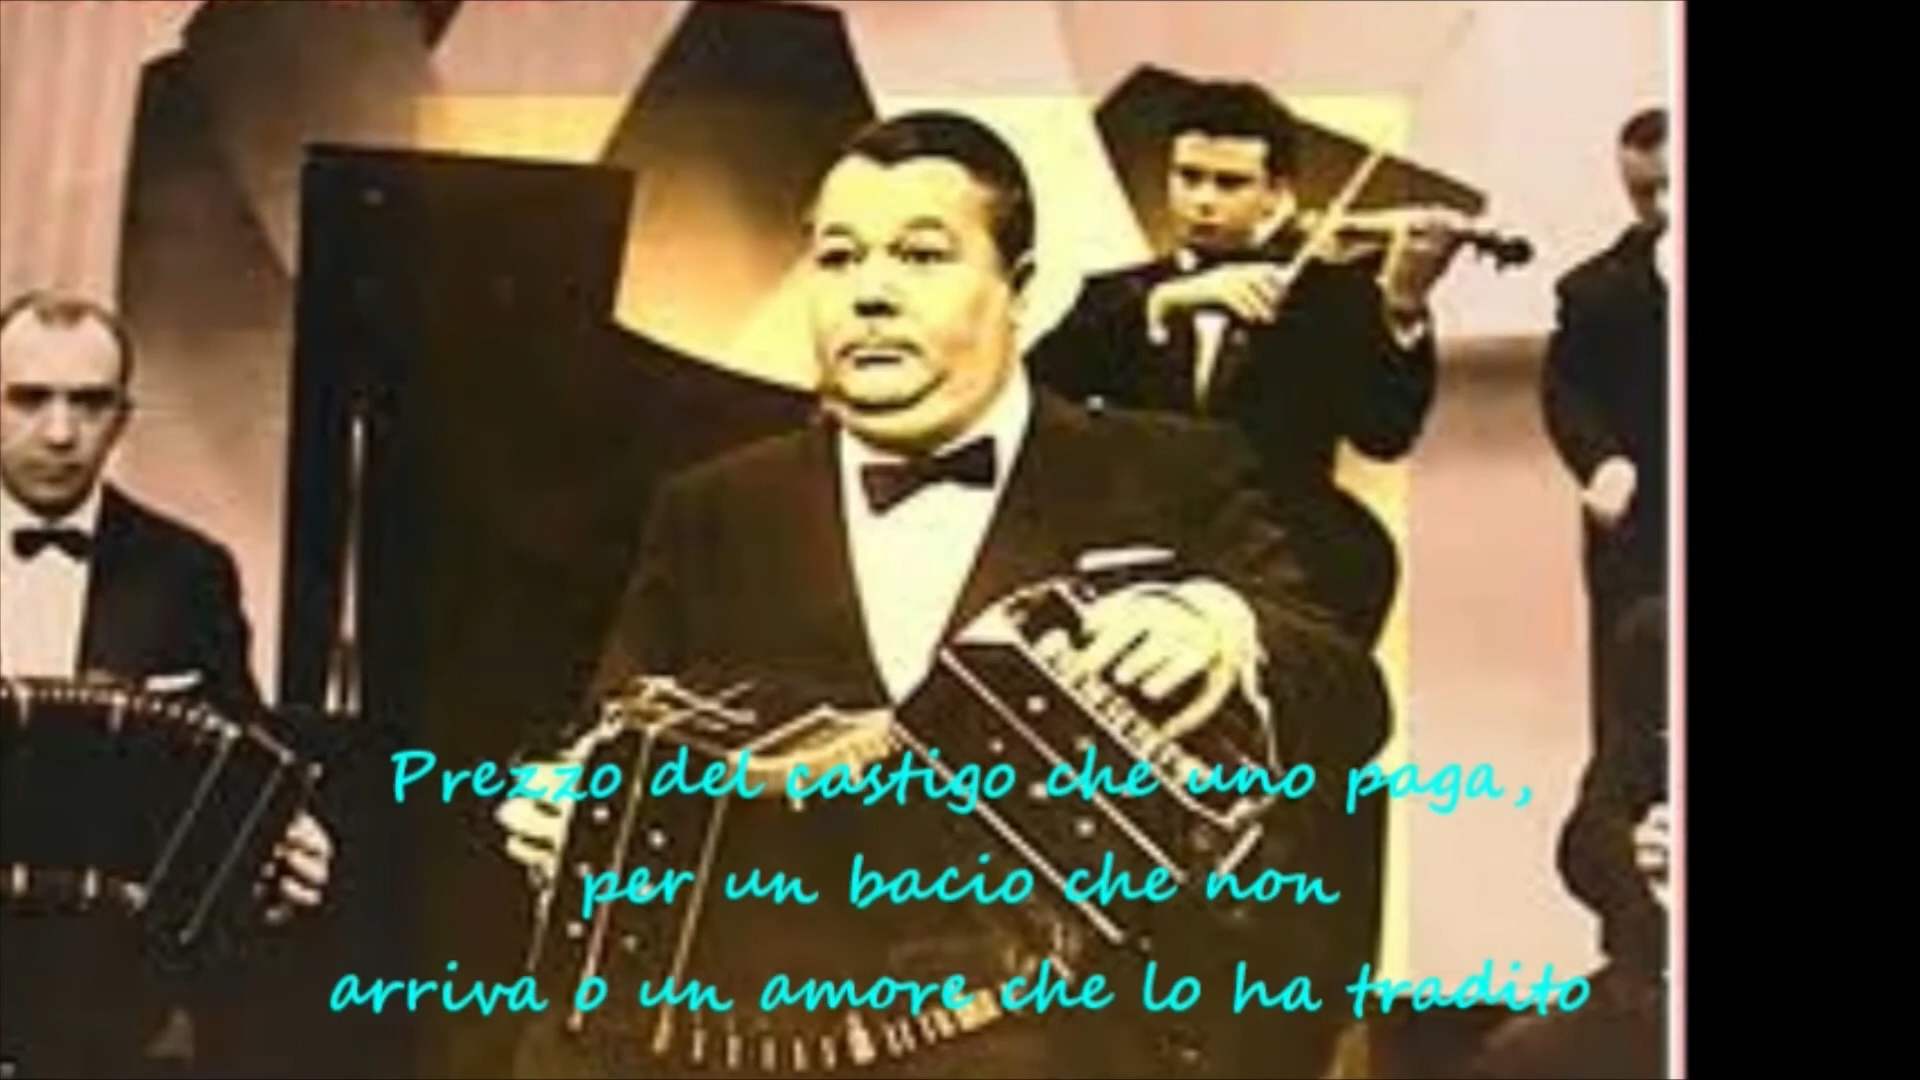 Prezzo del castigo che uno paga,
per un bacio che non
arriva o un amore che lo ha tradito